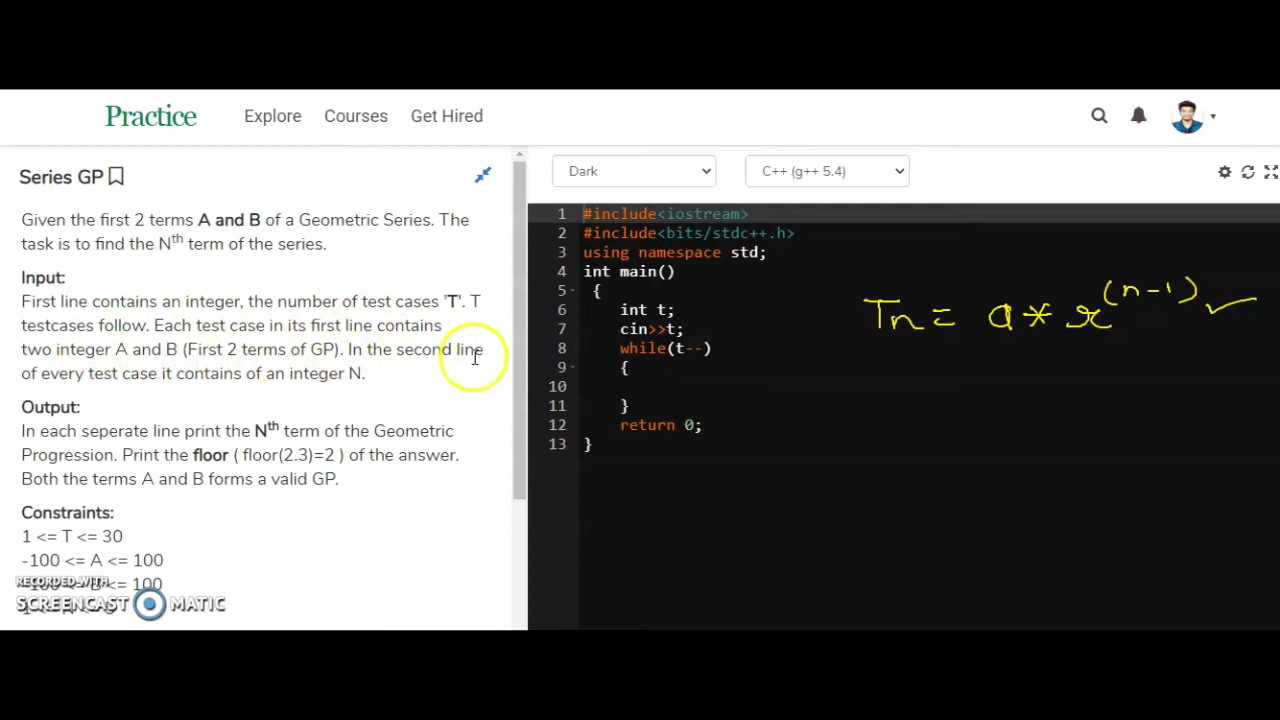 Practice Explore Courses Get Hired
Series GP
Given the first 2 terms A and B of a Geometric Series. The
task is to find the Nth term of the series.
Input:
First line contains an integer, the number of test cases 'T'. T
testcases follow. Each test case in its first line contains
two integer A and B (First 2 terms of GP). In the second line
of every test case it contains of an integer N.
Output:
In each seperate line print the Nth term of the Geometric
Progression. Print the floor ( floor(2.3)=2 ) of the answer.
Both the terms A and B forms a valid GP.
Constraints:
1 <= T <= 30
-100 <= A <= 100
<= 100
RECORDED WITH
SCREENCAST MATIC
Dark C++ (g++ 5.4)
1 #include<iostream>
2 #include<bits/stdc++.h>
3 using namespace std;
4 int main()
5 {
6 int t;
7 cin>>t;
8 while(t--)
9 {
10
11 }
12 return 0;
13 }
Tn = a * r^(n-1)